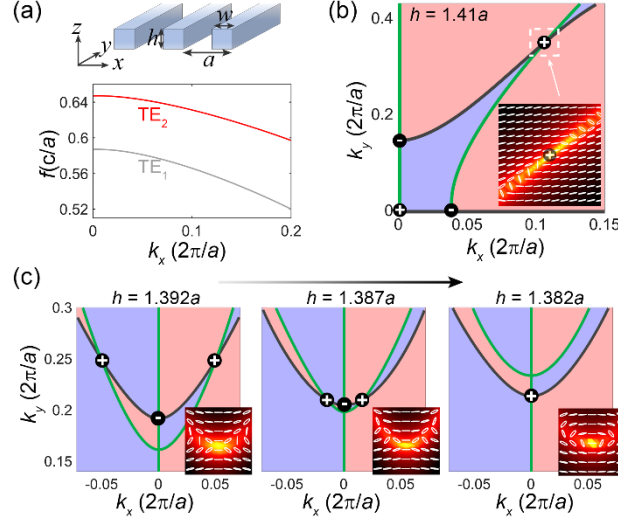 (a)
w
h
a
z
y
x
f(c/a)
0.64
0.6
0.56
0.52
TE₂
TE₁
0
0.1
0.2
kₓ (2π/a)
(b)
h = 1.41a
k_y (2π/a)
0.4
0.2
0
+
+
-
+
-
0
0.05
0.1
0.15
kₓ (2π/a)
(c)
h = 1.392a
h = 1.387a
h = 1.382a
k_y (2π/a)
0.3
0.25
0.2
0.15
+
+
-
+
-
+
+
-0.05
0
0.05
-0.05
0
0.05
-0.05
0
0.05
kₓ (2π/a)
kₓ (2π/a)
kₓ (2π/a)